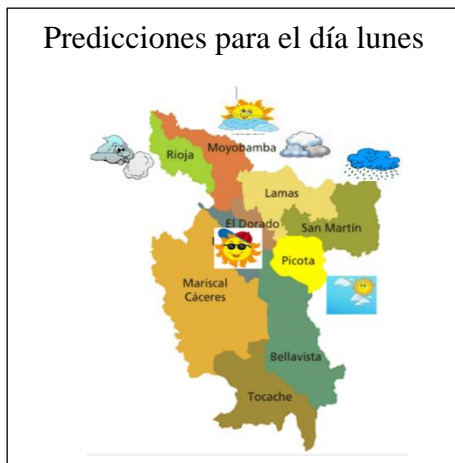 Predicciones para el día lunes
Rioja
Moyobamba
Lamas
El Dorado
San Martín
Picota
Mariscal
Cáceres
Bellavista
Tocache